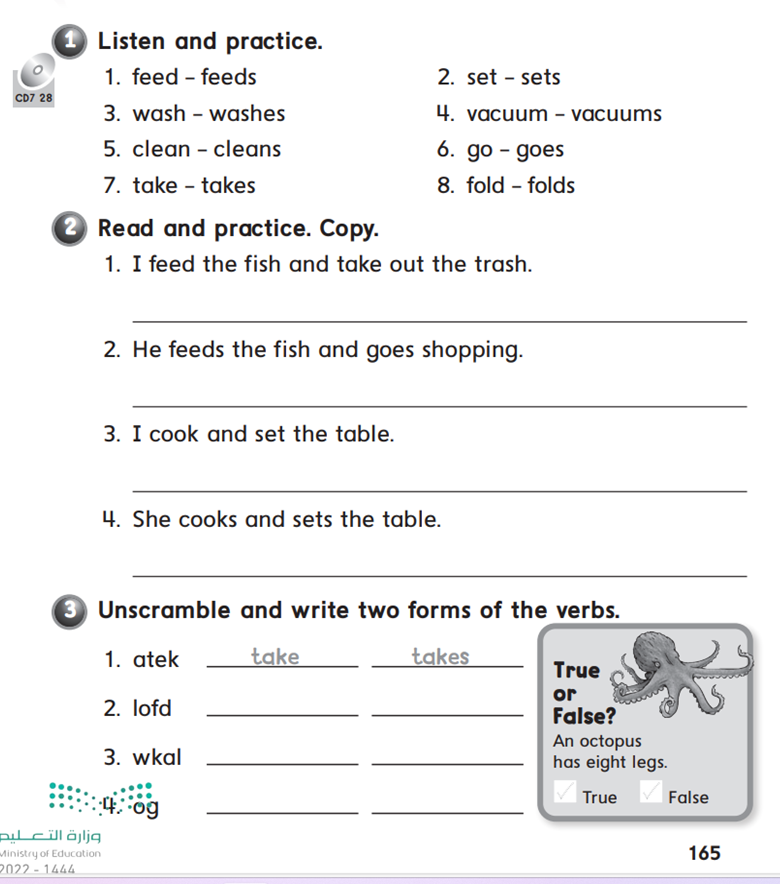 1 Listen and practice.
CD7 28
1. feed – feeds 2. set – sets
3. wash – washes 4. vacuum – vacuums
5. clean – cleans 6. go – goes
7. take – takes 8. fold – folds
2 Read and practice. Copy.
1. I feed the fish and take out the trash.
2. He feeds the fish and goes shopping.
3. I cook and set the table.
4. She cooks and sets the table.
3 Unscramble and write two forms of the verbs.
1. atek take takes
2. lofd
3. wkal
4. og
True
or
False?
An octopus
has eight legs.
True False
وزارة التعليم
Ministry of Education
2022 - 1444
165